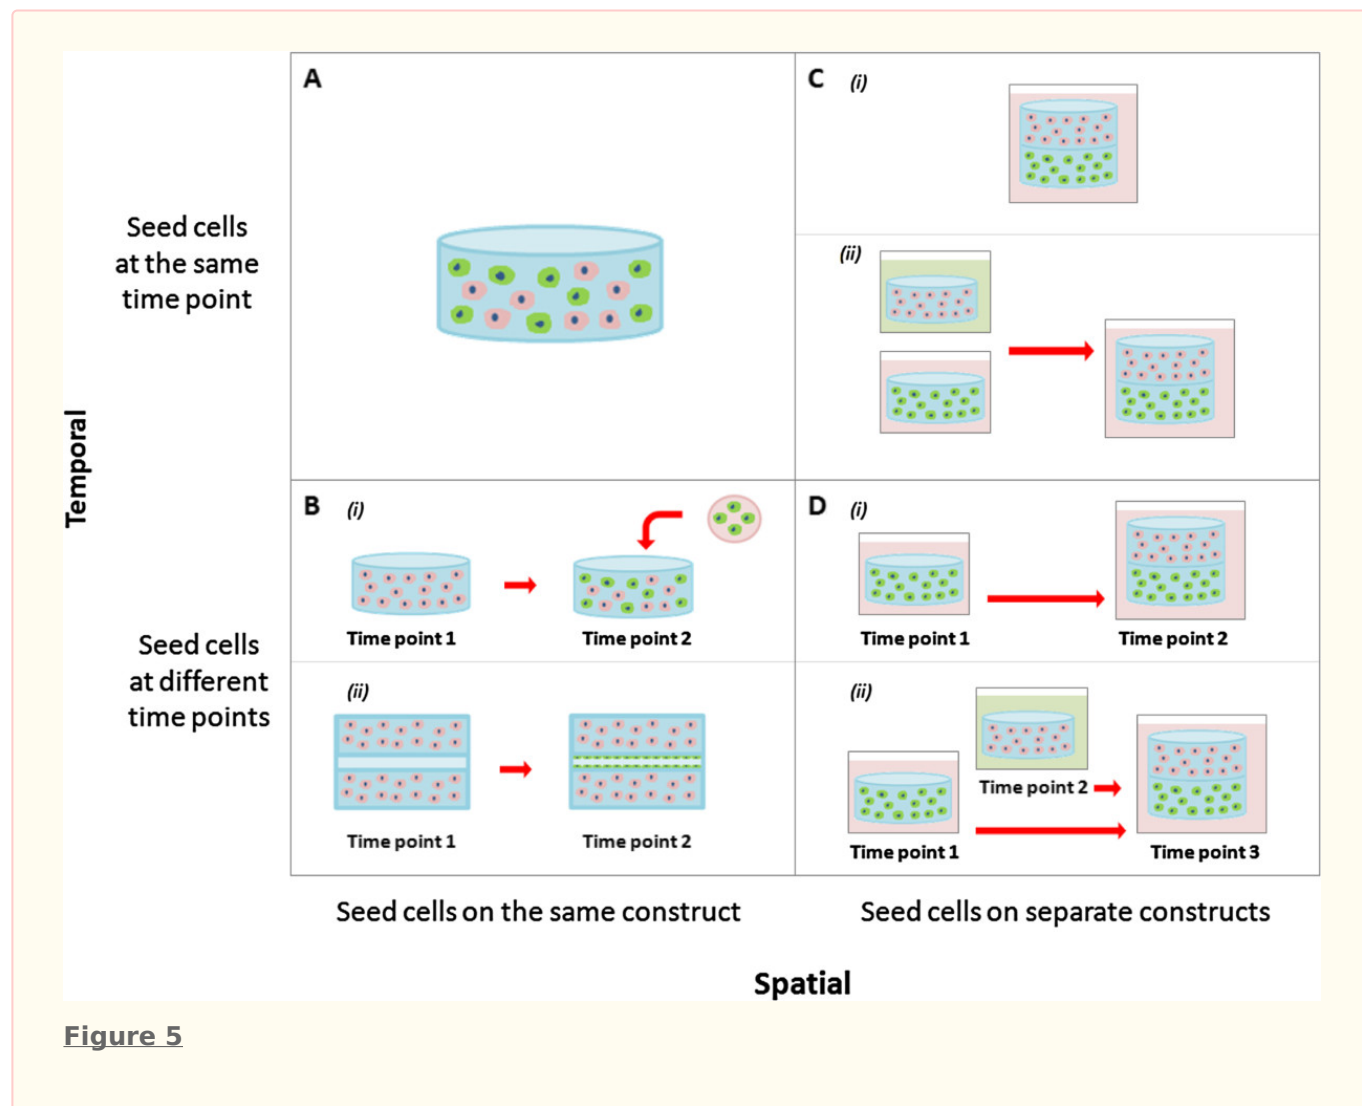 A
C (i)
(ii)
Seed cells
at the same
time point
Temporal
B (i)
Time point 1
Time point 2
(ii)
Time point 1
Time point 2
D (i)
Time point 1
Time point 2
(ii)
Time point 2
Time point 1
Time point 3
Seed cells
at different
time points
Seed cells on the same construct
Seed cells on separate constructs
Spatial
Figure 5